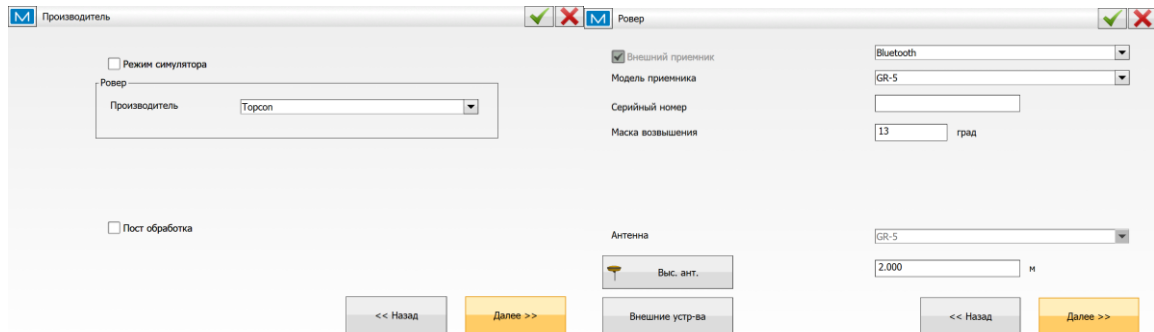 Производитель
Режим симулятора
Ровер
Производитель Topcon
Пост обработка
<< Назад Далее >>
Ровер
Внешний приемник Bluetooth
Модель приемника GR-5
Серийный номер
Маска возвышения 13 град
Антенна GR-5
Выс. ант. 2.000 м
Внешние устр-ва << Назад Далее >>